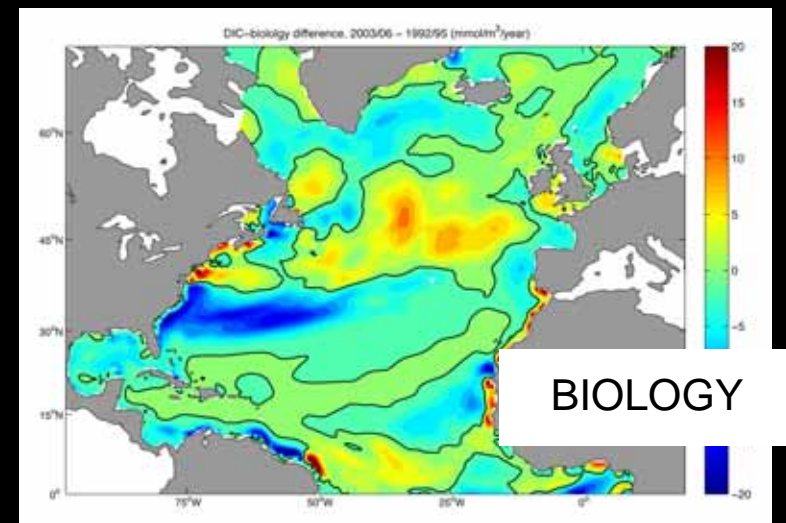 DIC-biololgy difference, 2003/06 - 1992/95 (mmol/m³/year)
20
15
60°N
10
5
45°N
0
30°N
-5
BIOLOGY
15°N
0°
-20
75°W 50°W 25°W 0°